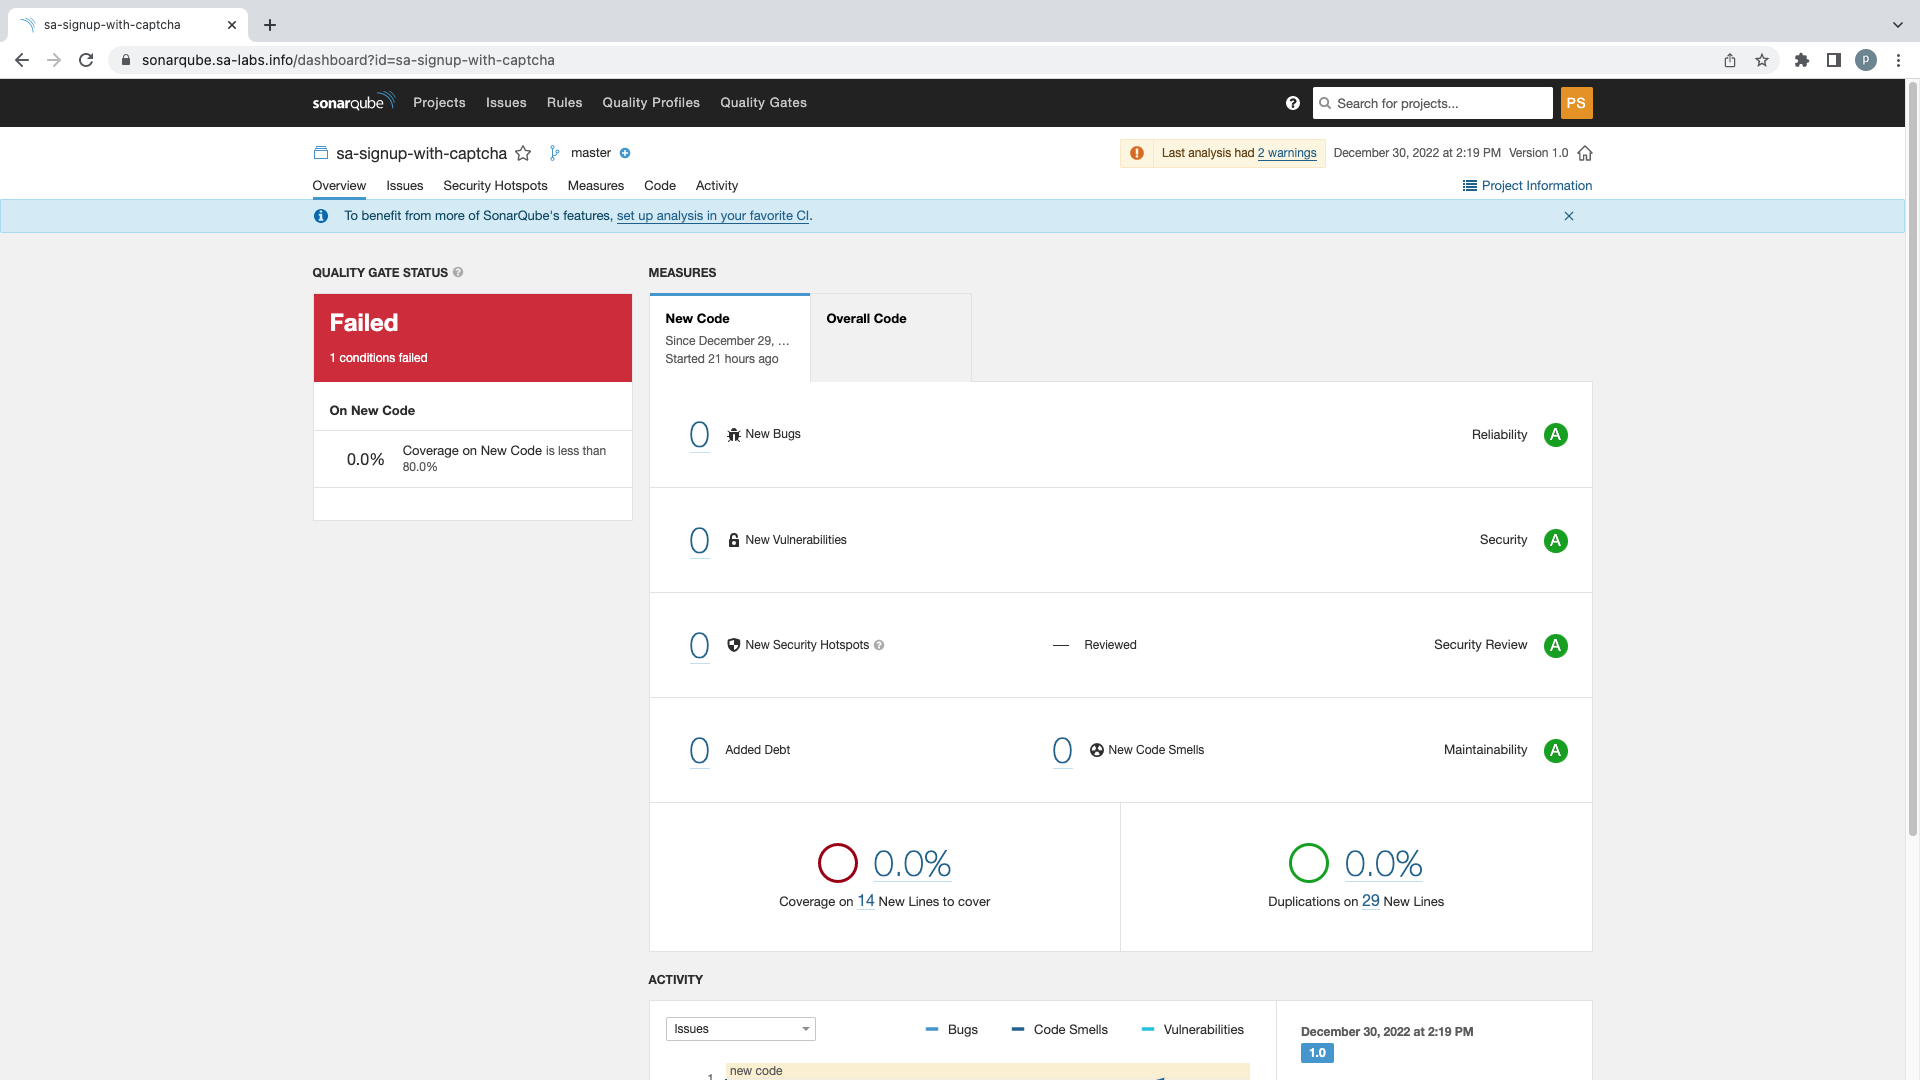 sa-signup-with-captcha
sonarqube.sa-labs.info/dashboard?id=sa-signup-with-captcha
P
sonarqube Projects Issues Rules Quality Profiles Quality Gates
? Search for projects... PS
sa-signup-with-captcha master
Last analysis had 2 warnings December 30, 2022 at 2:19 PM Version 1.0
Overview Issues Security Hotspots Measures Code Activity
Project Information
To benefit from more of SonarQube's features, set up analysis in your favorite CI.
QUALITY GATE STATUS ?
Failed
1 conditions failed
On New Code
0.0% Coverage on New Code is less than
80.0%
MEASURES
New Code
Since December 29, ...
Started 21 hours ago
Overall Code
0 New Bugs Reliability A
0 New Vulnerabilities Security A
0 New Security Hotspots ? — Reviewed Security Review A
0 Added Debt 0 New Code Smells Maintainability A
0.0%
Coverage on 14 New Lines to cover
0.0%
Duplications on 29 New Lines
ACTIVITY
Issues Bugs Code Smells Vulnerabilities
new code
1
December 30, 2022 at 2:19 PM
1.0